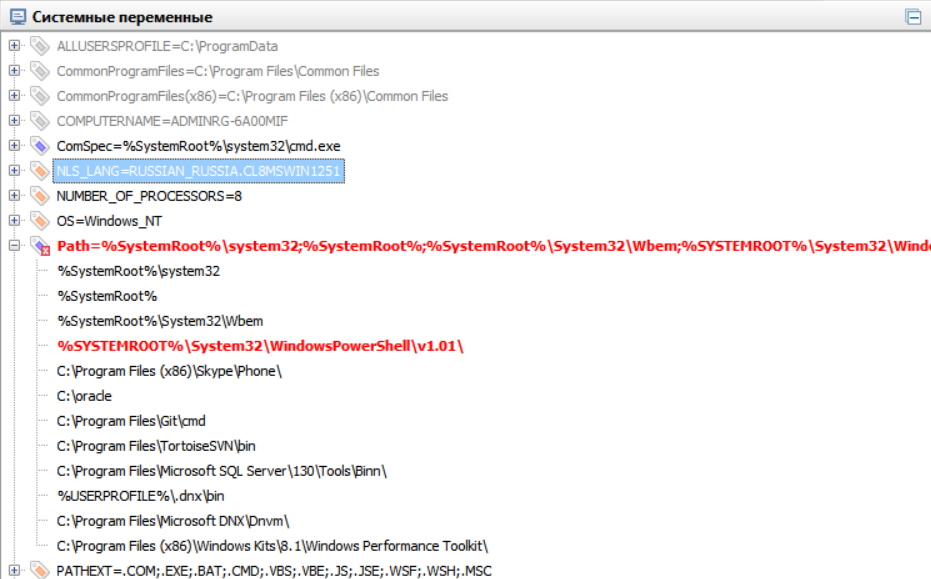 Системные переменные
ALLUSERSPROFILE=C:\ProgramData
CommonProgramFiles=C:\Program Files\Common Files
CommonProgramFiles(x86)=C:\Program Files (x86)\Common Files
COMPUTERNAME=ADMINRG-6A00MIF
ComSpec=%SystemRoot%\system32\cmd.exe
NLS_LANG=RUSSIAN_RUSSIA.CL8MSWIN1251
NUMBER_OF_PROCESSORS=8
OS=Windows_NT
Path=%SystemRoot%\system32;%SystemRoot%;%SystemRoot%\System32\Wbem;%SYSTEMROOT%\System32\Windo
%SystemRoot%\system32
%SystemRoot%
%SystemRoot%\System32\Wbem
%SYSTEMROOT%\System32\WindowsPowerShell\v1.01\
C:\Program Files (x86)\Skype\Phone\
C:\oracle
C:\Program Files\Git\cmd
C:\Program Files\TortoiseSVN\bin
C:\Program Files\Microsoft SQL Server\130\Tools\Binn\
%USERPROFILE%\.dnx\bin
C:\Program Files\Microsoft DNX\Dnvm\
C:\Program Files (x86)\Windows Kits\8.1\Windows Performance Toolkit\
PATHEXT=.COM;.EXE;.BAT;.CMD;.VBS;.VBE;.JS;.JSE;.WSF;.WSH;.MSC